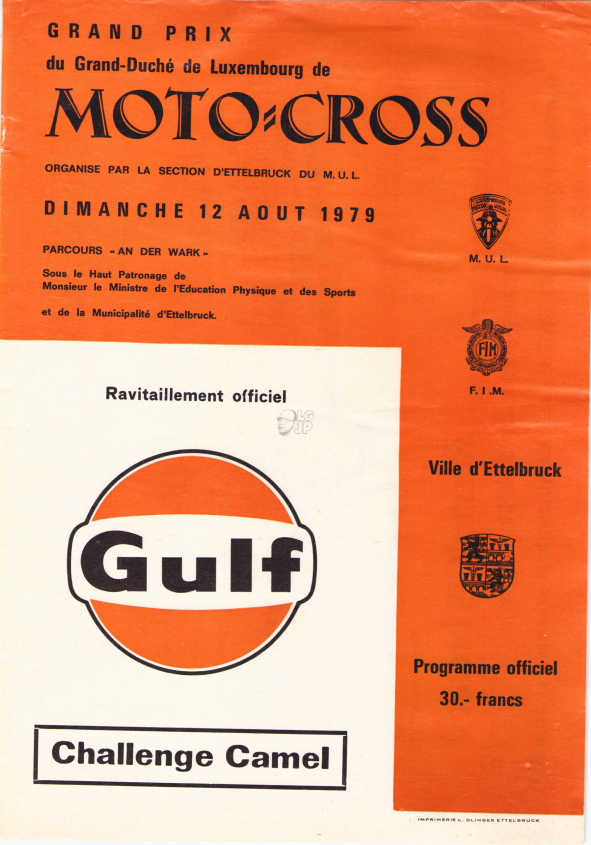 GRAND PRIX
du Grand-Duché de Luxembourg de
MOTO-CROSS
ORGANISE PAR LA SECTION D'ETTELBRUCK DU M.U.L.
DIMANCHE 12 AOUT 1979
PARCOURS « AN DER WARK »
Sous le Haut Patronage de
Monsieur le Ministre de l'Education Physique et des Sports
et de la Municipalité d'Ettelbruck.
M. U. L.
FIM
F. I .M.
Ravitaillement officiel
LG
JP
Gulf
Challenge Camel
Ville d'Ettelbruck
Programme officiel
30.- francs
IMPRIMERIE L. OLINGER ETTELBRUCK